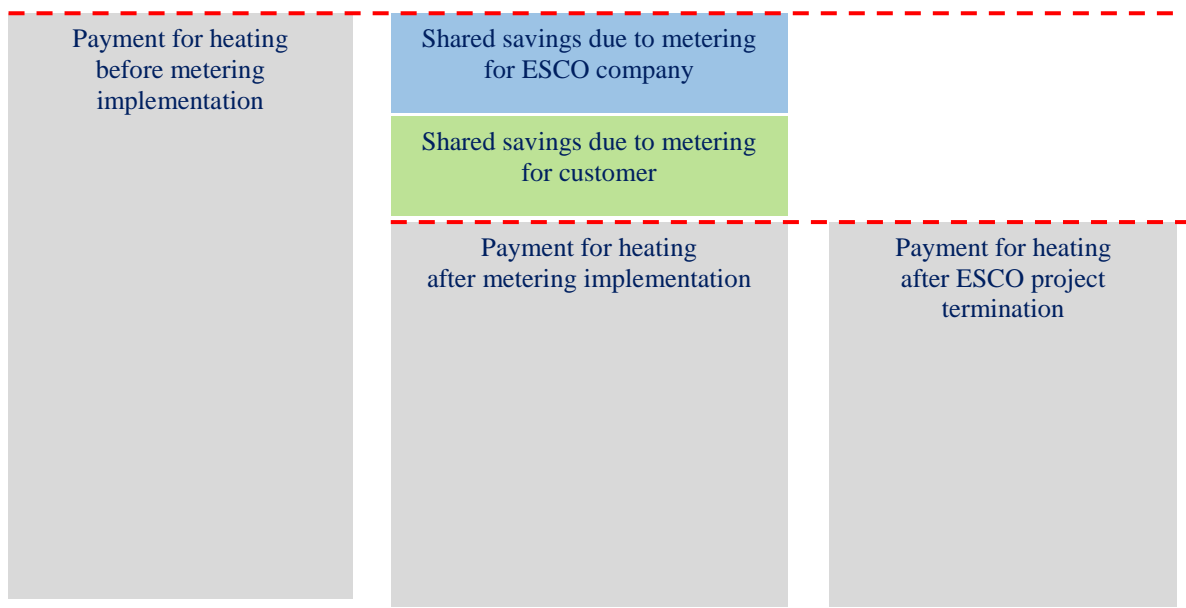 Payment for heating
before metering
implementation
Shared savings due to metering
for ESCO company
Shared savings due to metering
for customer
Payment for heating
after metering implementation
Payment for heating
after ESCO project
termination